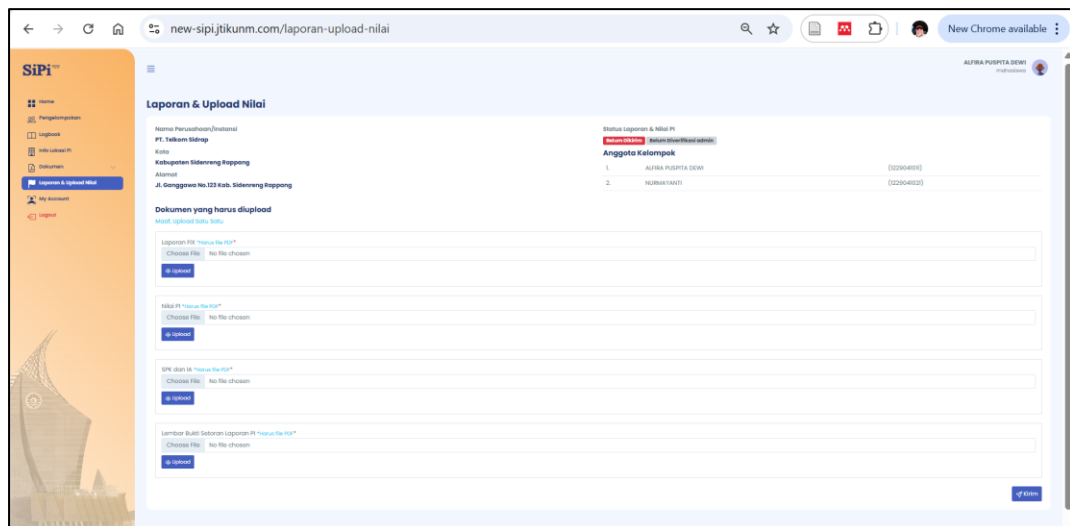 new-sipi.jtikunm.com/laporan-upload-nilai
New Chrome available
SiPi
ALFIRA PUSPITA DEWI
mahasiswa
Home
Pengelompokan
Logbook
Info Lokasi PI
Dokumen
Laporan & Upload Nilai
My Account
Logout
Laporan & Upload Nilai
Nama Perusahaan/Instansi
PT. Telkom Sidrap
Kota
Kabupaten Sidenreng Rappang
Alamat
Jl. Ganggawa No.123 Kab. Sidenreng Rappang
Status Laporan & Nilai PI
Belum Dikirim Belum Diverifikasi admin
Anggota Kelompok
1. ALFIRA PUSPITA DEWI
2. NURMAYANTI
Dokumen yang harus diupload
Maaf, Upload Satu Satu
Laporan FIX *Harus file PDF*
Choose File No file chosen
Upload
Nilai PI *Harus file PDF*
Choose File No file chosen
Upload
SPK dan IA *Harus file PDF*
Choose File No file chosen
Upload
Lembar Bukti Setoran Laporan PI *Harus file PDF*
Choose File No file chosen
Upload
Kirim